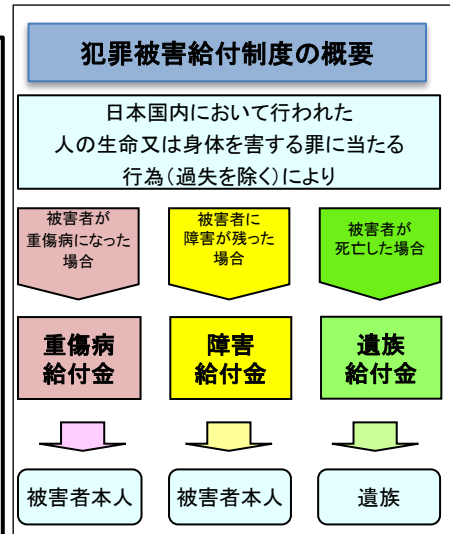 犯罪被害給付制度の概要
日本国内において行われた
人の生命又は身体を害する罪に当たる
行為(過失を除く)により
被害者が
重傷病になった
場合
被害者に
障害が残った
場合
被害者が
死亡した場合
重傷病
給付金
障害
給付金
遺族
給付金
被害者本人
被害者本人
遺族